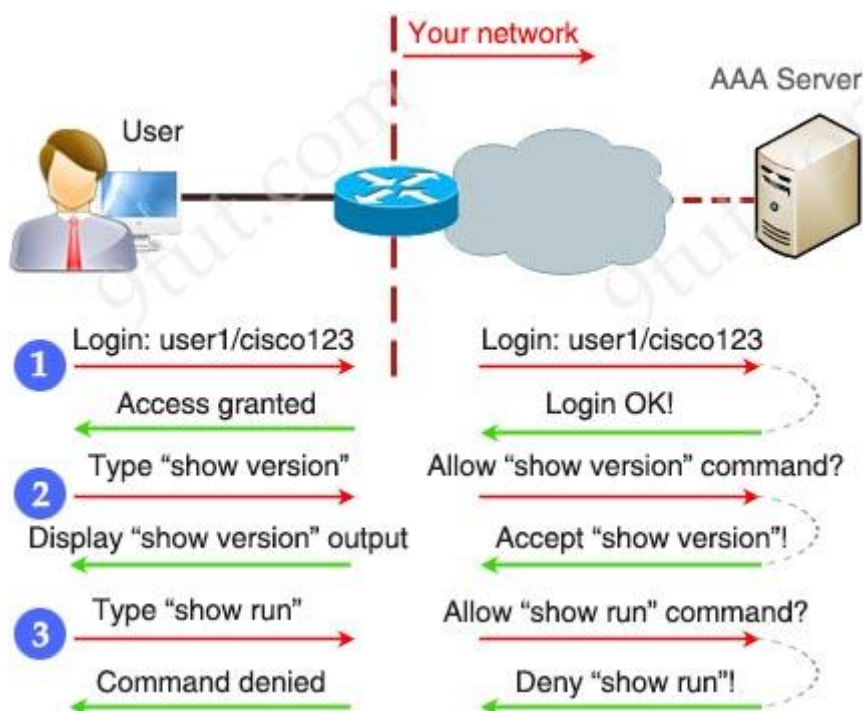 Your network
AAA Server
User
9tut.com
1
Login: user1/cisco123
Login: user1/cisco123
Access granted
Login OK!
2
Type “show version”
Allow “show version” command?
Display “show version” output
Accept “show version”!
3
Type “show run”
Allow “show run” command?
Command denied
Deny “show run”!